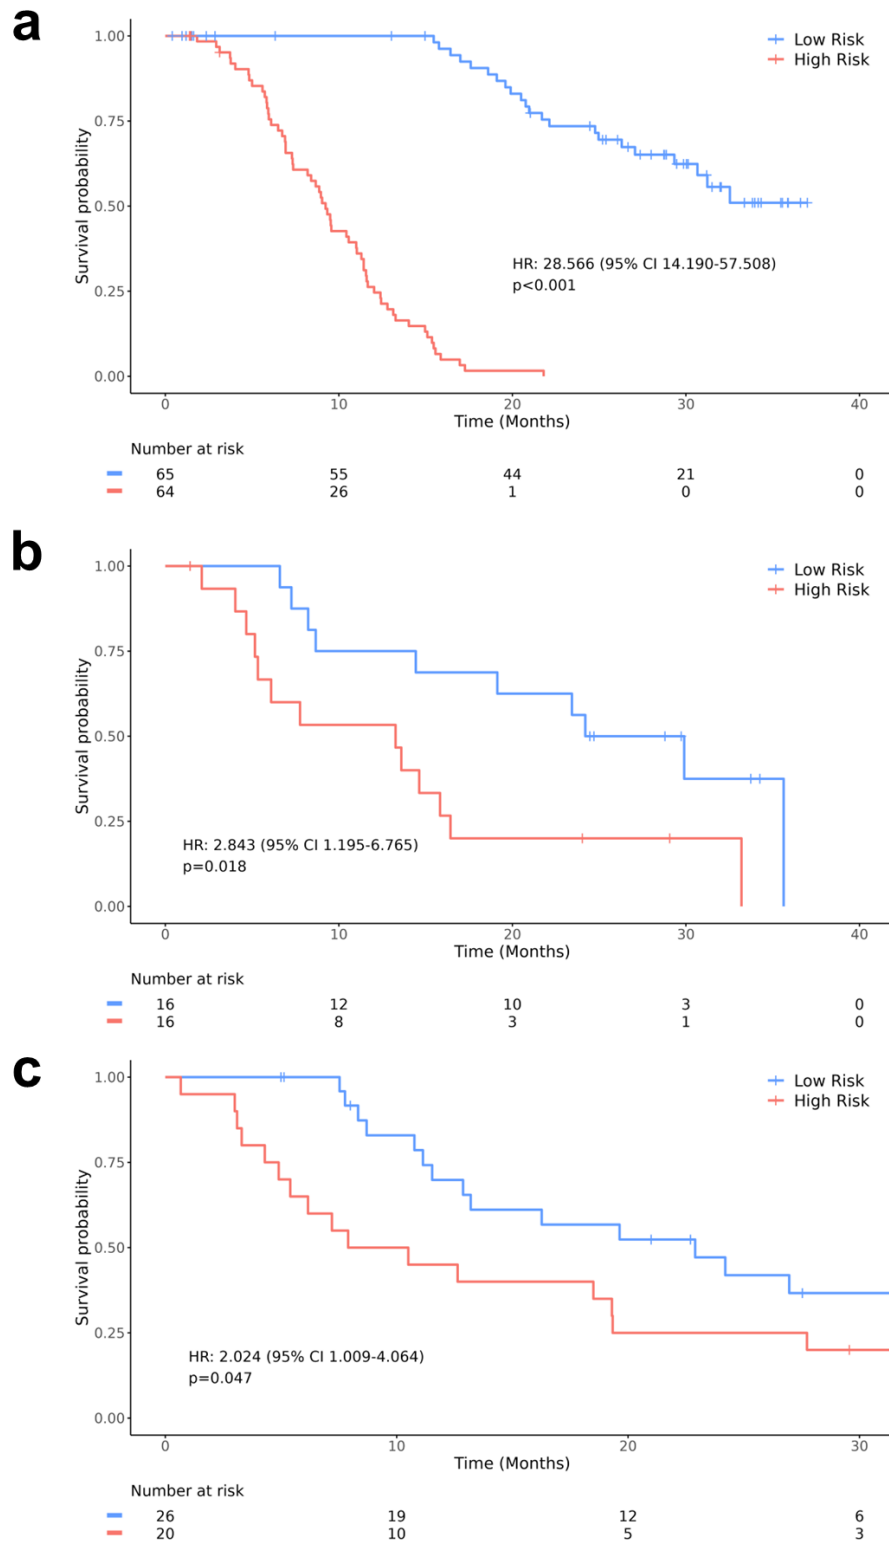 a
1.00
0.75
0.50
0.25
0.00
Survival probability
Low Risk
High Risk
HR: 28.566 (95% CI 14.190-57.508)
p<0.001
0 10 20 30 40
Time (Months)
Number at risk
65 55 44 21 0
64 26 1 0 0
b
1.00
0.75
0.50
0.25
0.00
Survival probability
Low Risk
High Risk
HR: 2.843 (95% CI 1.195-6.765)
p=0.018
0 10 20 30 40
Time (Months)
Number at risk
16 12 10 3 0
16 8 3 1 0
c
1.00
0.75
0.50
0.25
0.00
Survival probability
Low Risk
High Risk
HR: 2.024 (95% CI 1.009-4.064)
p=0.047
0 10 20 30
Time (Months)
Number at risk
26 19 12 6
20 10 5 3